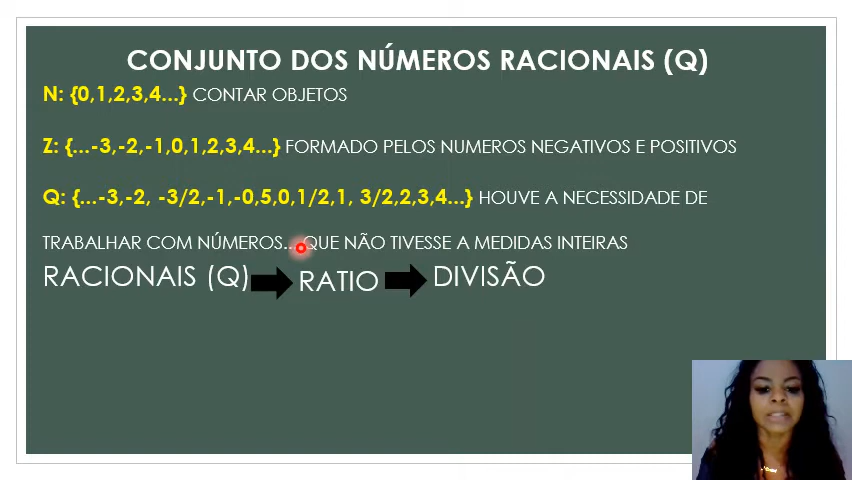 CONJUNTO DOS NÚMEROS RACIONAIS (Q)
N: {0,1,2,3,4...} CONTAR OBJETOS
Z: {...-3,-2,-1,0,1,2,3,4...} FORMADO PELOS NUMEROS NEGATIVOS E POSITIVOS
Q: {...-3,-2, -3/2,-1,-0,5,0,1/2,1, 3/2,2,3,4...} HOUVE A NECESSIDADE DE
TRABALHAR COM NÚMEROS... QUE NÃO TIVESSE A MEDIDAS INTEIRAS
RACIONAIS (Q) RATIO DIVISÃO